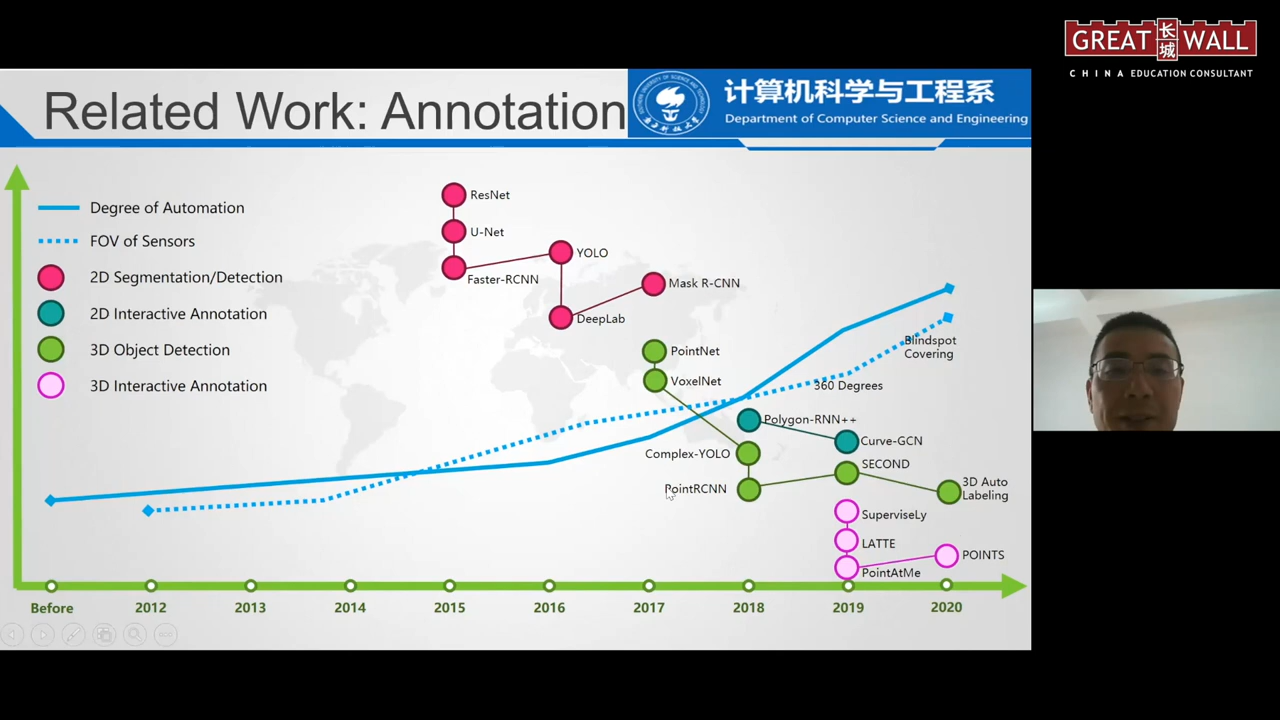 GREAT 长城 WALL
CHINA EDUCATION CONSULTANT
Related Work: Annotation
计算机科学与工程系
Department of Computer Science and Engineering
Degree of Automation
FOV of Sensors
2D Segmentation/Detection
2D Interactive Annotation
3D Object Detection
3D Interactive Annotation
ResNet
U-Net
Faster-RCNN
YOLO
DeepLab
Mask R-CNN
PointNet
VoxelNet
Blindspot
Covering
360 Degrees
Polygon-RNN++
Curve-GCN
Complex-YOLO
SECOND
PointRCNN
3D Auto
Labeling
SuperviseLy
LATTE
PointAtMe
POINTS
Before
2012
2013
2014
2015
2016
2017
2018
2019
2020